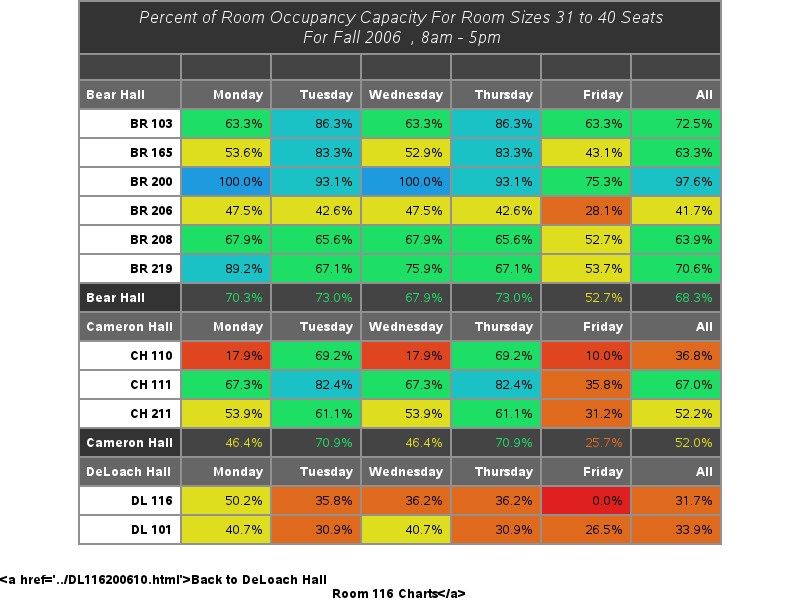 Percent of Room Occupancy Capacity For Room Sizes 31 to 40 Seats
For Fall 2006 , 8am - 5pm
Bear Hall Monday Tuesday Wednesday Thursday Friday All
BR 103 63.3% 86.3% 63.3% 86.3% 63.3% 72.5%
BR 165 53.6% 83.3% 52.9% 83.3% 43.1% 63.3%
BR 200 100.0% 93.1% 100.0% 93.1% 75.3% 97.6%
BR 206 47.5% 42.6% 47.5% 42.6% 28.1% 41.7%
BR 208 67.9% 65.6% 67.9% 65.6% 52.7% 63.9%
BR 219 89.2% 67.1% 75.9% 67.1% 53.7% 70.6%
Bear Hall 70.3% 73.0% 67.9% 73.0% 52.7% 68.3%
Cameron Hall Monday Tuesday Wednesday Thursday Friday All
CH 110 17.9% 69.2% 17.9% 69.2% 10.0% 36.8%
CH 111 67.3% 82.4% 67.3% 82.4% 35.8% 67.0%
CH 211 53.9% 61.1% 53.9% 61.1% 31.2% 52.2%
Cameron Hall 46.4% 70.9% 46.4% 70.9% 25.7% 52.0%
DeLoach Hall Monday Tuesday Wednesday Thursday Friday All
DL 116 50.2% 35.8% 36.2% 36.2% 0.0% 31.7%
DL 101 40.7% 30.9% 40.7% 30.9% 26.5% 33.9%
<a href='../DL116200610.html'>Back to DeLoach Hall
Room 116 Charts</a>